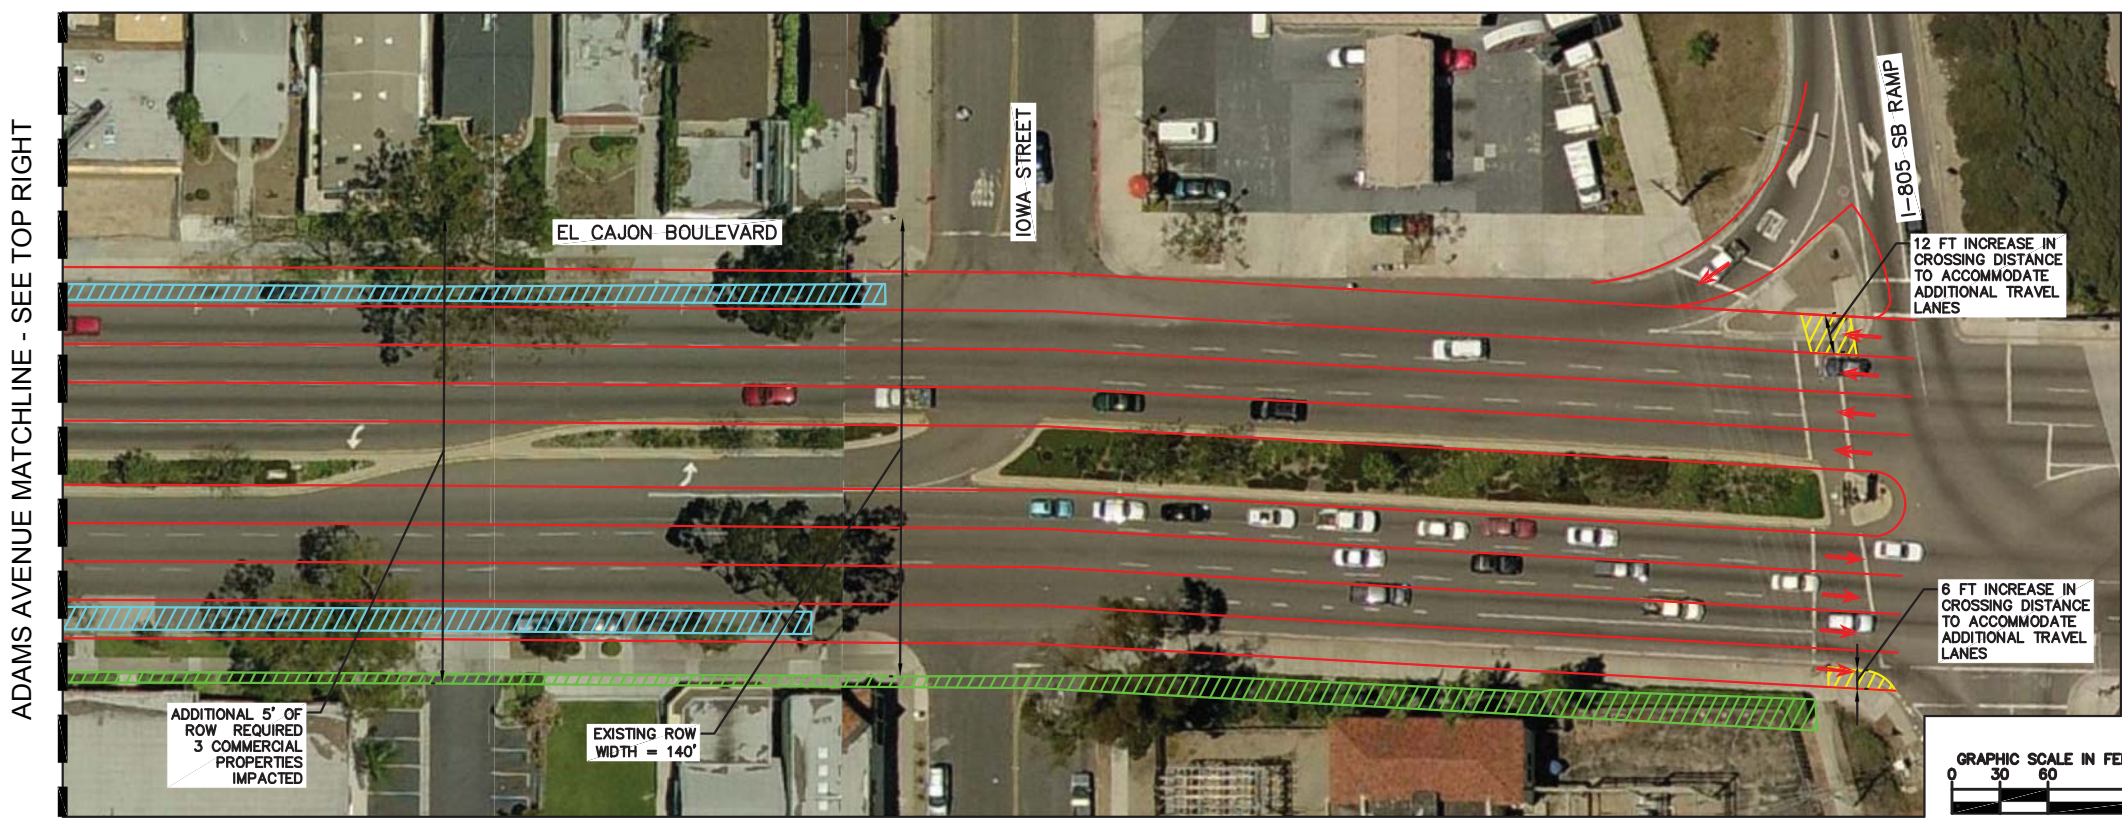 ADAMS AVENUE MATCHLINE - SEE TOP RIGHT
EL CAJON BOULEVARD
IOWA STREET
I-805 SB RAMP
12 FT INCREASE IN
CROSSING DISTANCE
TO ACCOMMODATE
ADDITIONAL TRAVEL
LANES
6 FT INCREASE IN
CROSSING DISTANCE
TO ACCOMMODATE
ADDITIONAL TRAVEL
LANES
ADDITIONAL 5' OF
ROW REQUIRED
3 COMMERCIAL
PROPERTIES
IMPACTED
EXISTING ROW
WIDTH = 140'
GRAPHIC SCALE IN FE
0 30 60